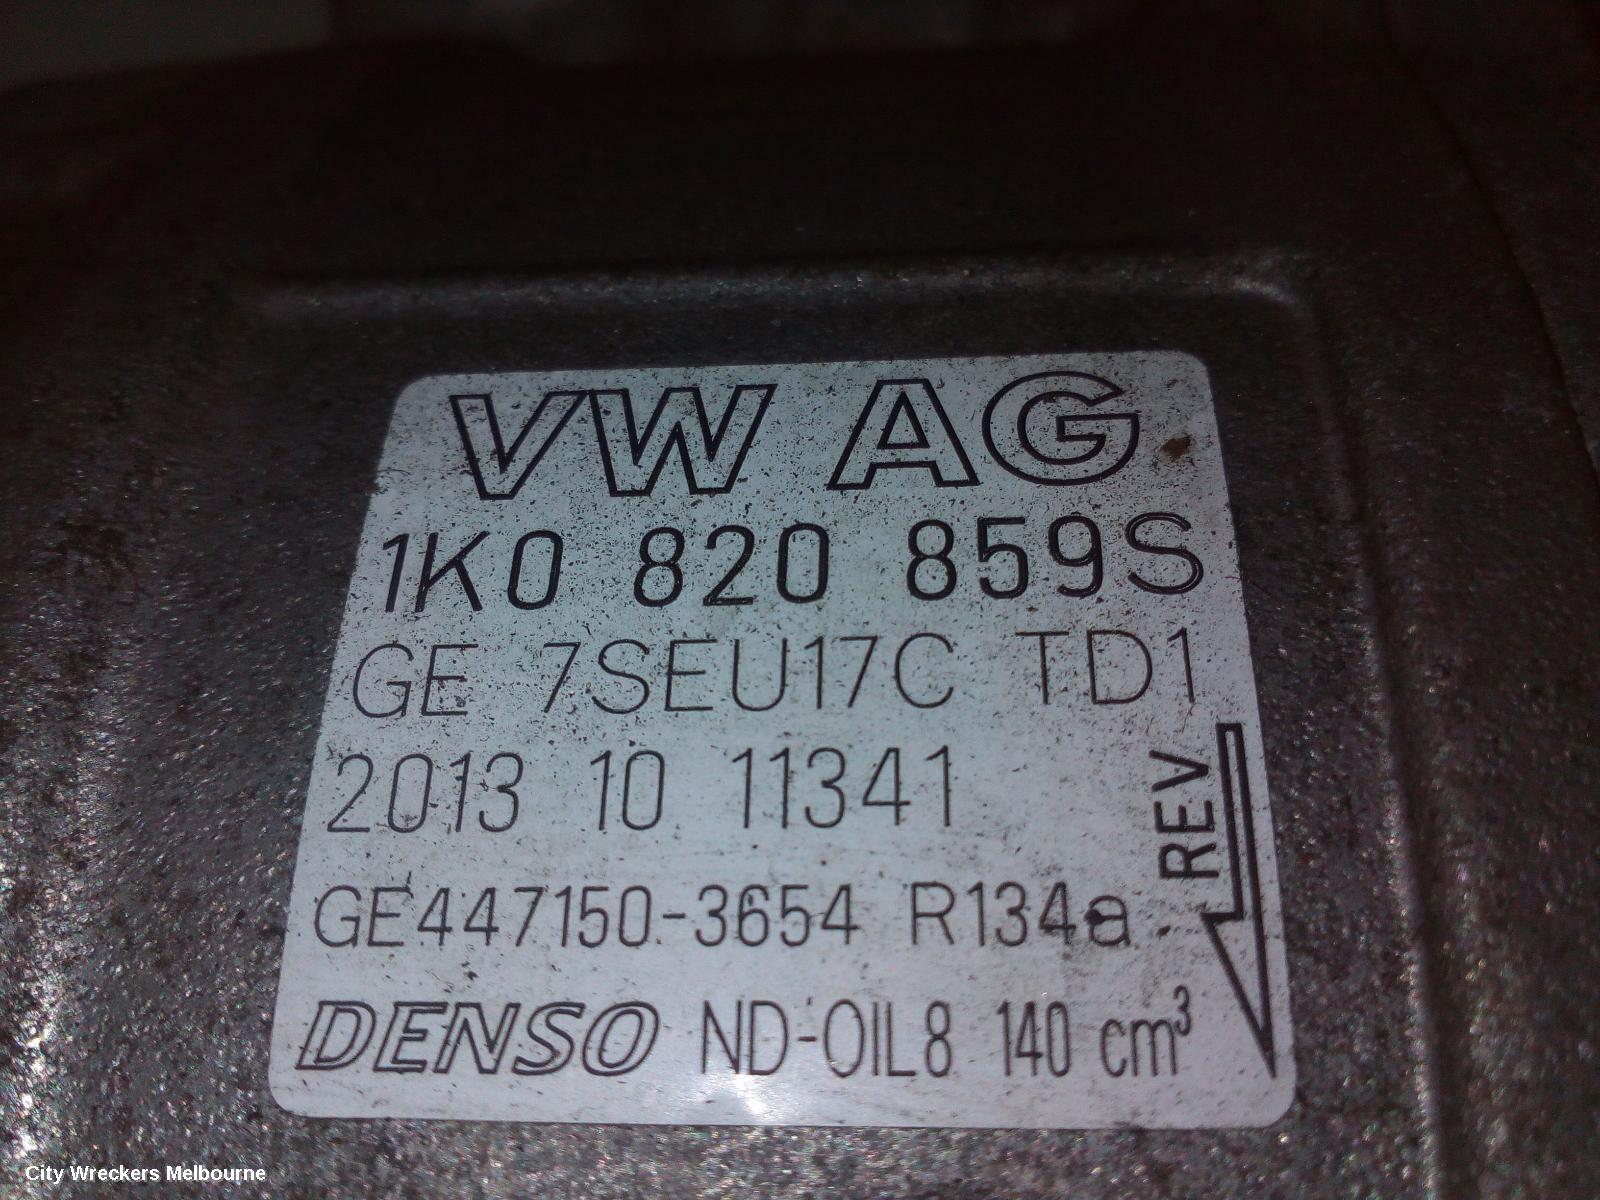 VW AG
1K0 820 859S
GE 7SEU17C TD1
2013 10 11341
REV
GE447150-3654 R134a
DENSO ND-OIL8 140 cm³
City Wreckers Melbourne